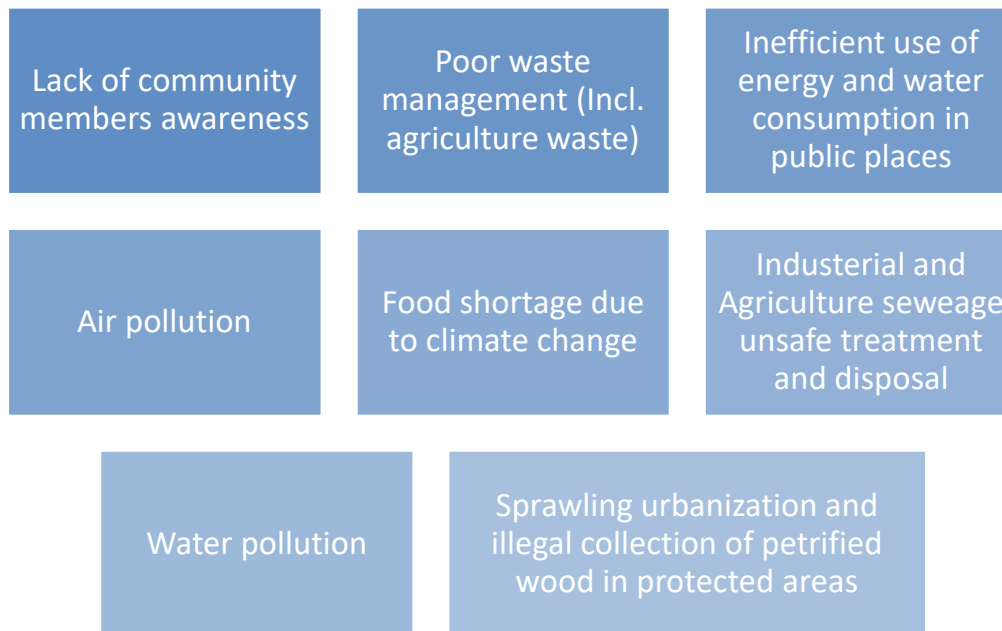 Lack of community
members awareness
Poor waste
management (Incl.
agriculture waste)
Inefficient use of
energy and water
consumption in
public places
Air pollution
Food shortage due
to climate change
Industerial and
Agriculture seweage
unsafe treatment
and disposal
Water pollution
Sprawling urbanization and
illegal collection of petrified
wood in protected areas